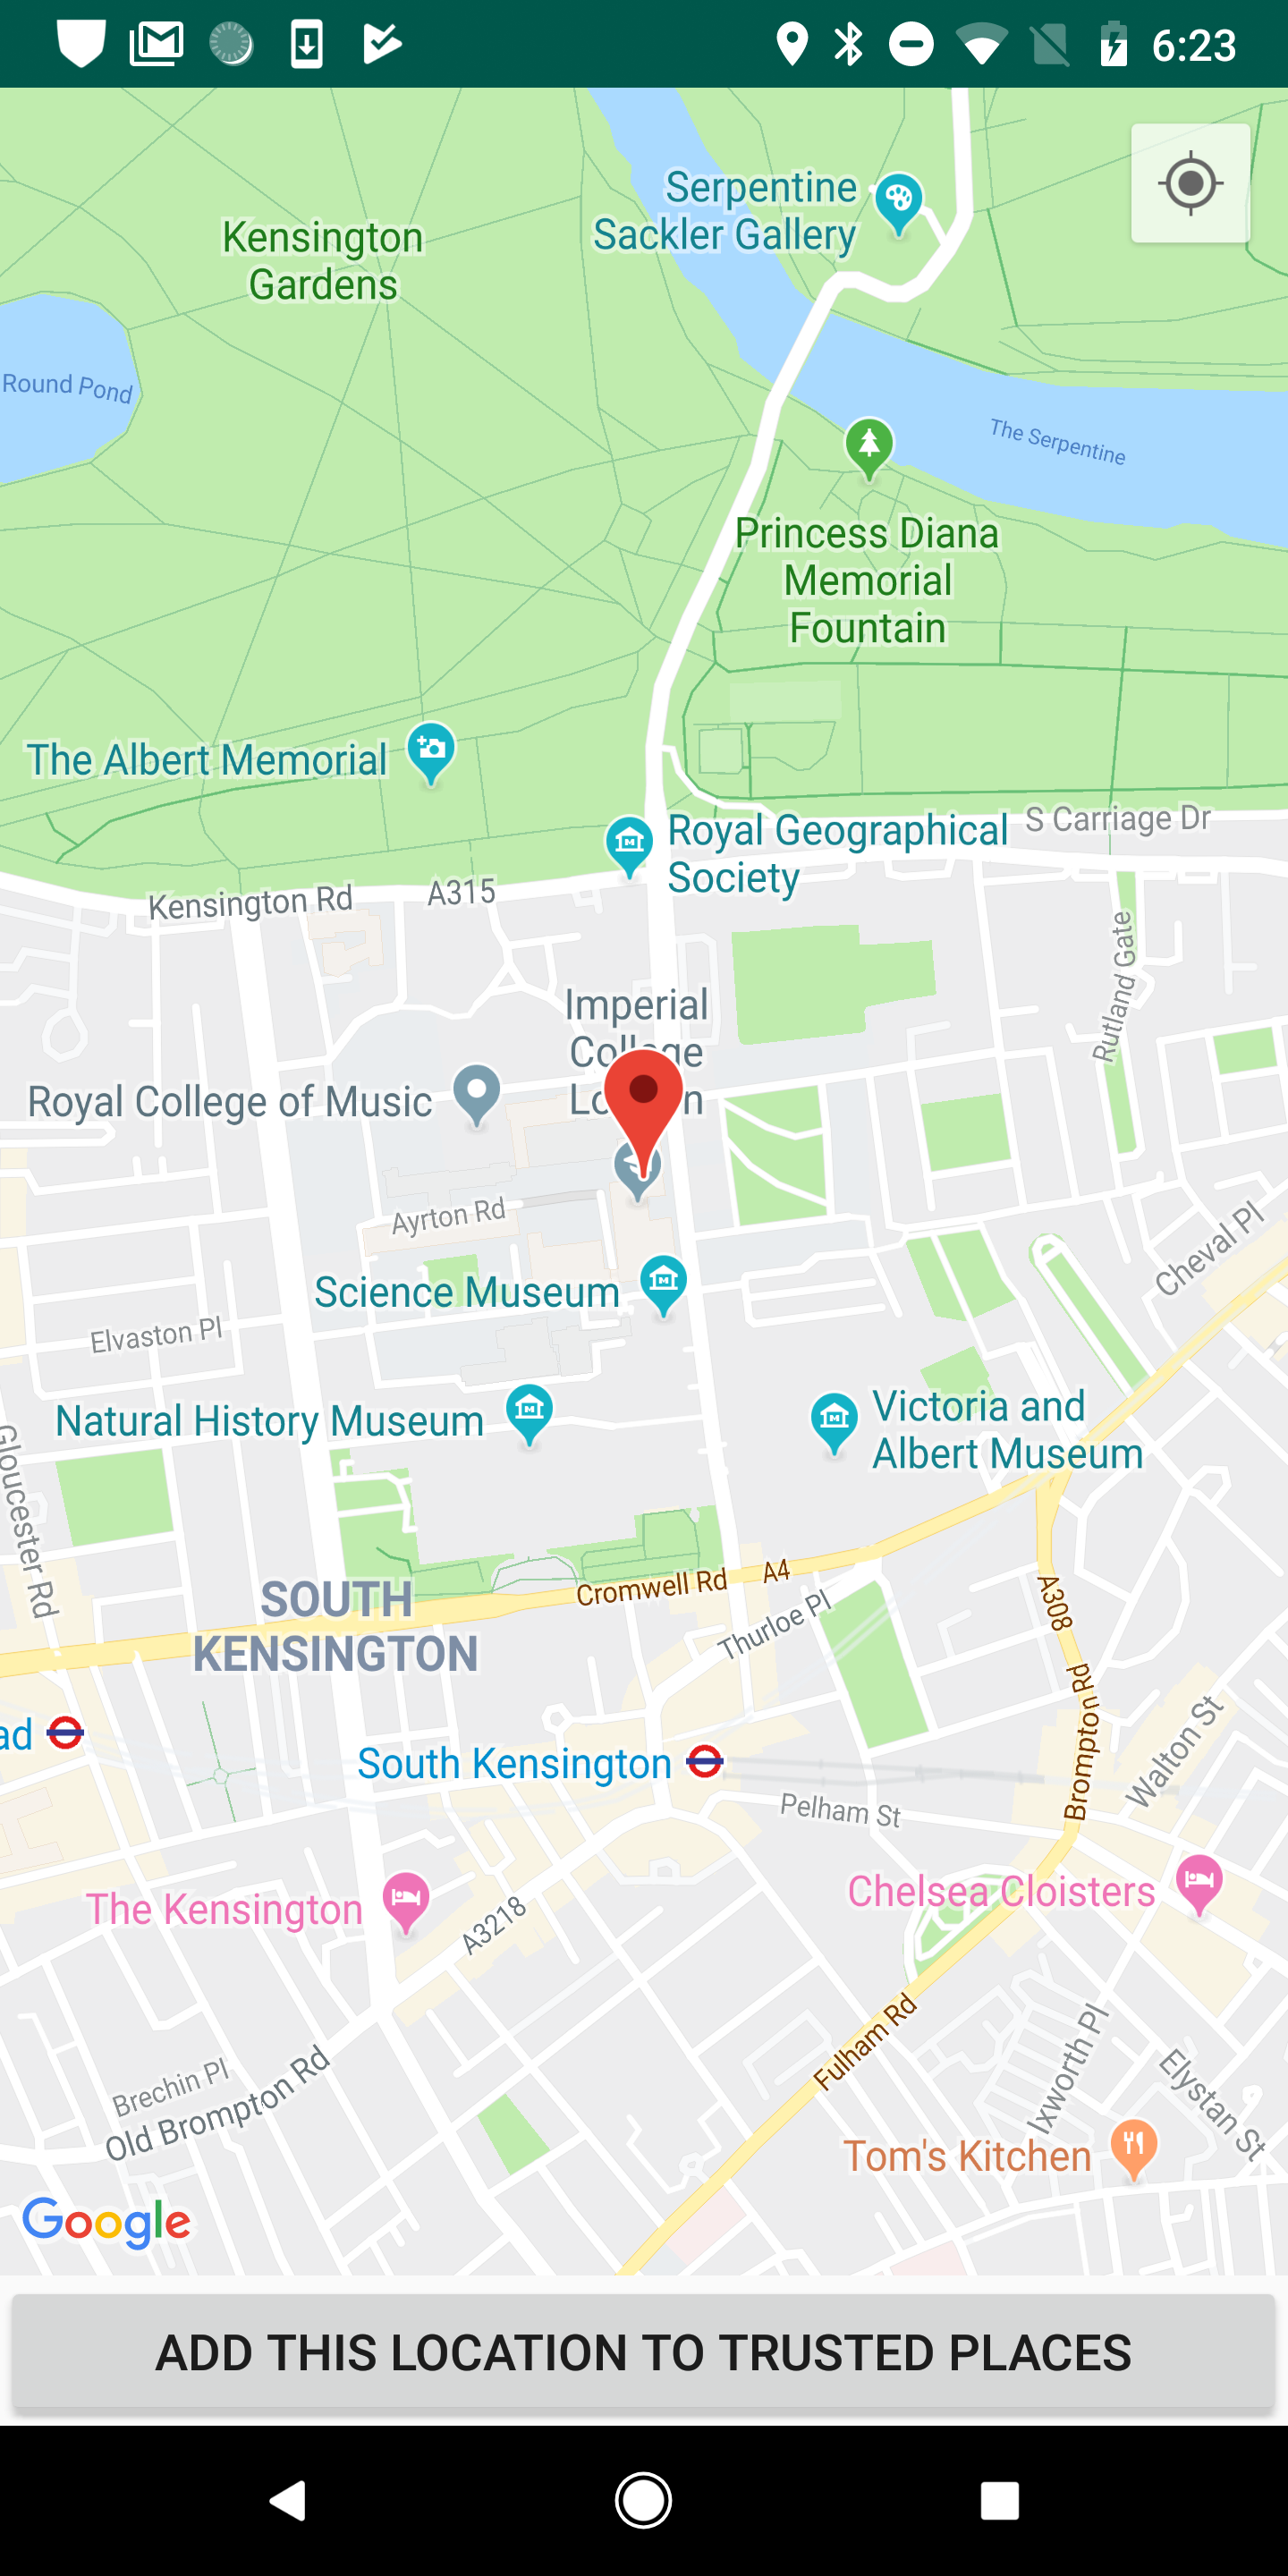 6:23
Serpentine
Sackler Gallery
Kensington
Gardens
Round Pond
The Serpentine
Princess Diana
Memorial
Fountain
The Albert Memorial
Royal Geographical
Society
S Carriage Dr
Kensington Rd
A315
Rutland Gate
Imperial
Royal College of Music
Ayrton Rd
Cheval Pl
Science Museum
Elvaston Pl
Natural History Museum
Victoria and
Albert Museum
Gloucester Rd
SOUTH
KENSINGTON
Cromwell Rd
A4
Thurloe Pl
A308
Brompton Rd
Walton St
ad
South Kensington
Pelham St
The Kensington
A3218
Chelsea Cloisters
Fulham Rd
Ixworth Pl
Elystan St
Brechin Pl
Old Brompton Rd
Tom's Kitchen
Google
ADD THIS LOCATION TO TRUSTED PLACES